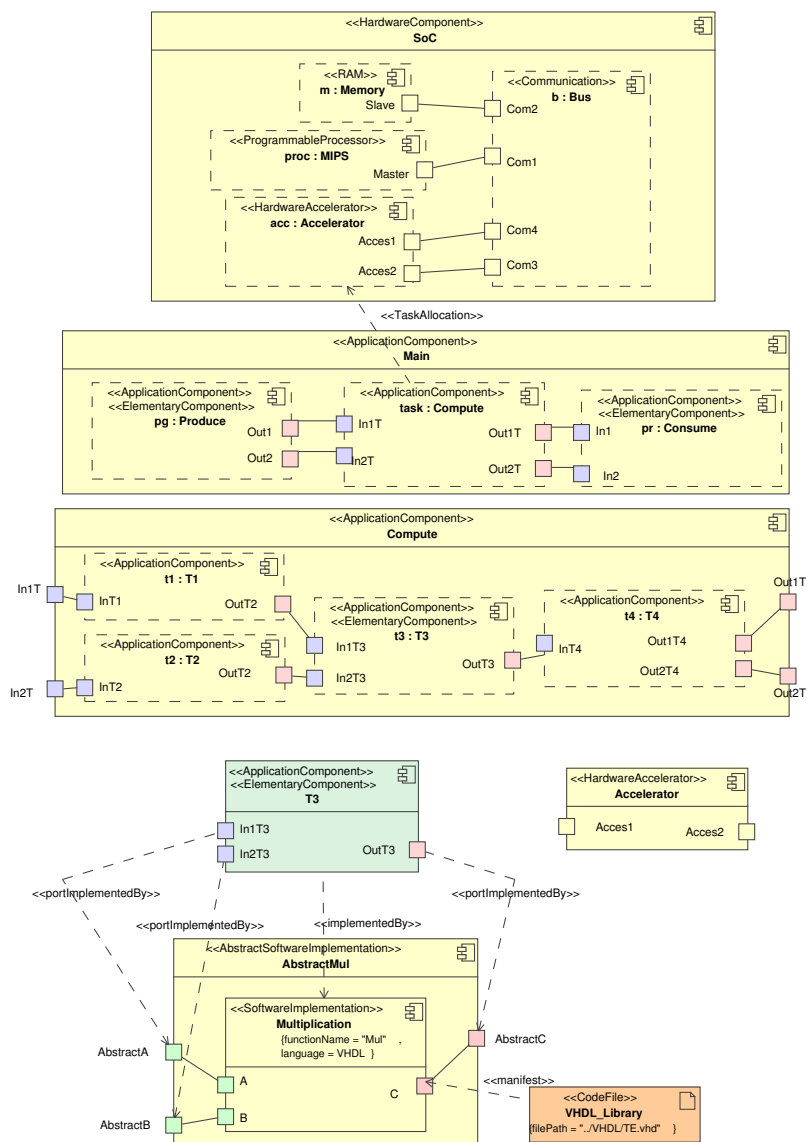 <<HardwareComponent>>
SoC
<<RAM>>
m : Memory
Slave
<<Communication>>
b : Bus
Com2
<<ProgrammableProcessor>>
proc : MIPS
Master
Com1
<<HardwareAccelerator>>
acc : Accelerator
Acces1
Com4
Acces2
Com3
<<TaskAllocation>>
<<ApplicationComponent>>
Main
<<ApplicationComponent>>
<<ElementaryComponent>>
pg : Produce
Out1
Out2
<<ApplicationComponent>>
task : Compute
In1T
In2T
Out1T
Out2T
<<ApplicationComponent>>
<<ElementaryComponent>>
pr : Consume
In1
In2
<<ApplicationComponent>>
Compute
In1T
<<ApplicationComponent>>
t1 : T1
InT1
OutT2
In2T
<<ApplicationComponent>>
t2 : T2
InT2
OutT2
<<ApplicationComponent>>
<<ElementaryComponent>>
t3 : T3
In1T3
In2T3
OutT3
<<ApplicationComponent>>
t4 : T4
InT4
Out1T4
Out2T4
Out1T
Out2T
<<ApplicationComponent>>
<<ElementaryComponent>>
T3
In1T3
In2T3
OutT3
<<HardwareAccelerator>>
Accelerator
Acces1
Acces2
<<portImplementedBy>>
<<portImplementedBy>>
<<implementedBy>>
<<portImplementedBy>>
<<AbstractSoftwareImplementation>>
AbstractMul
<<SoftwareImplementation>>
Multiplication
{functionName = "Mul" ,
language = VHDL }
AbstractA
AbstractB
A
B
C
AbstractC
<<manifest>>
<<CodeFile>>
VHDL_Library
{filePath = "../VHDL/TE.vhd" }